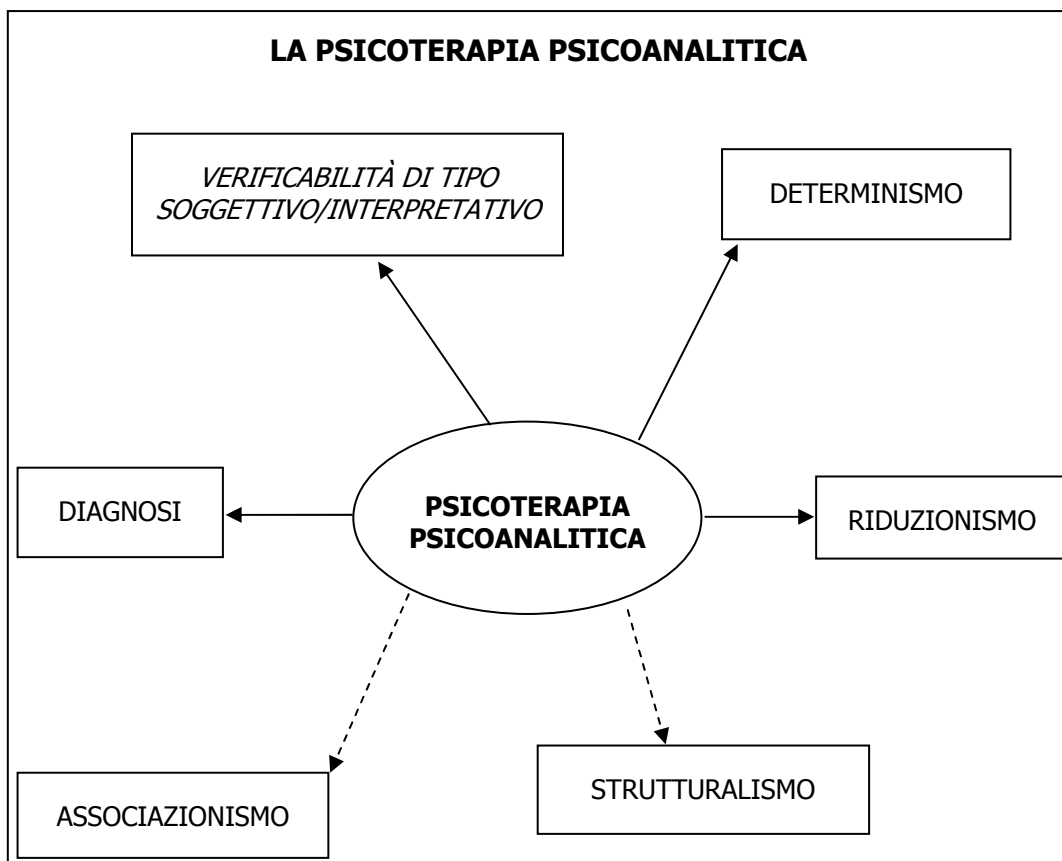 LA PSICOTERAPIA PSICOANALITICA
VERIFICABILITÀ DI TIPO
SOGGETTIVO/INTERPRETATIVO
DETERMINISMO
DIAGNOSI
PSICOTERAPIA
PSICOANALITICA
RIDUZIONISMO
ASSOCIAZIONISMO
STRUTTURALISMO